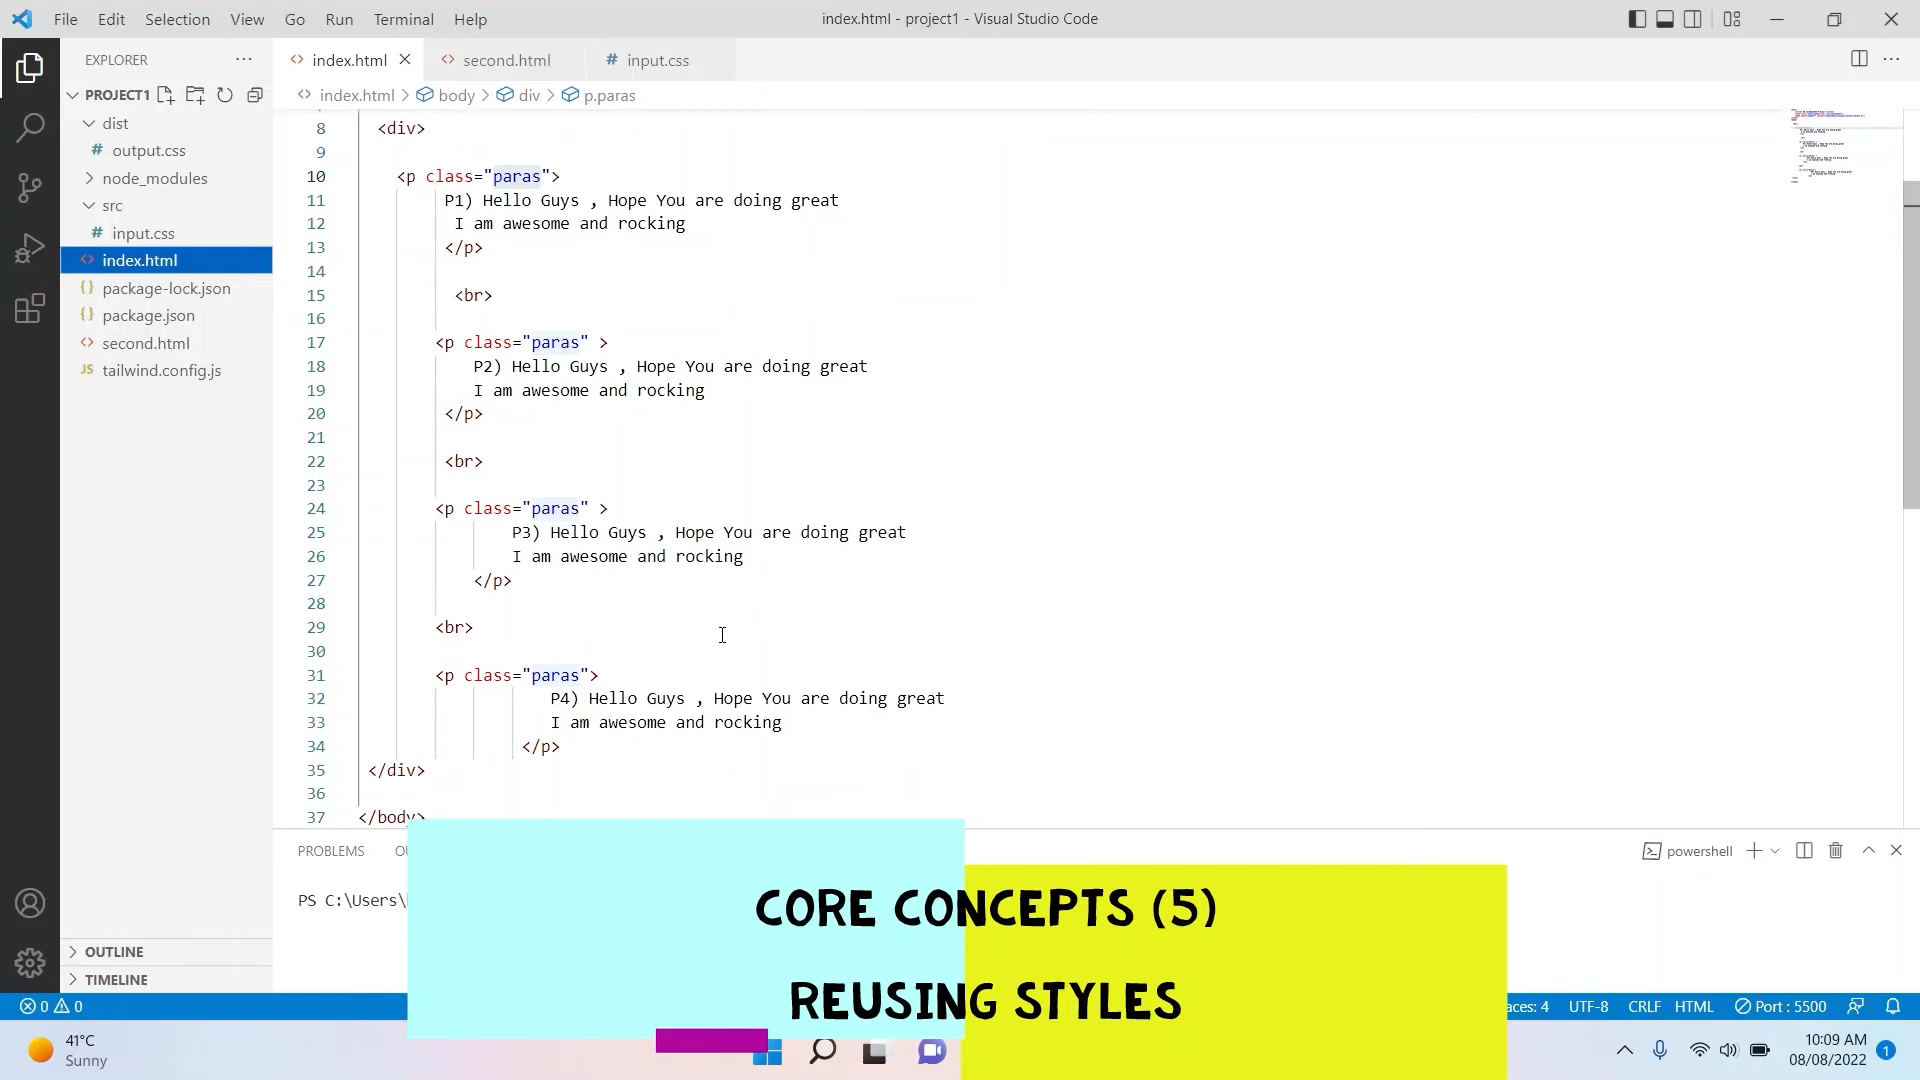 File Edit Selection View Go Run Terminal Help
index.html - project1 - Visual Studio Code
EXPLORER
index.html
second.html
# input.css
PROJECT1
index.html > body > div > p.paras
dist
# output.css
node_modules
src
# input.css
index.html
package-lock.json
package.json
second.html
JS tailwind.config.js
OUTLINE
TIMELINE
8 <div>
9
10 <p class="paras">
11 P1) Hello Guys , Hope You are doing great
12 I am awesome and rocking
13 </p>
14
15 <br>
16
17 <p class="paras" >
18 P2) Hello Guys , Hope You are doing great
19 I am awesome and rocking
20 </p>
21
22 <br>
23
24 <p class="paras" >
25 P3) Hello Guys , Hope You are doing great
26 I am awesome and rocking
27 </p>
28
29 <br>
30
31 <p class="paras">
32 P4) Hello Guys , Hope You are doing great
33 I am awesome and rocking
34 </p>
35 </div>
36
37 </body>
PROBLEMS
powershell
PS C:\Users\
CORE CONCEPTS (5)
REUSING STYLES
0 0
UTF-8 CRLF HTML Port : 5500
41°C
Sunny
10:09 AM
08/08/2022
1